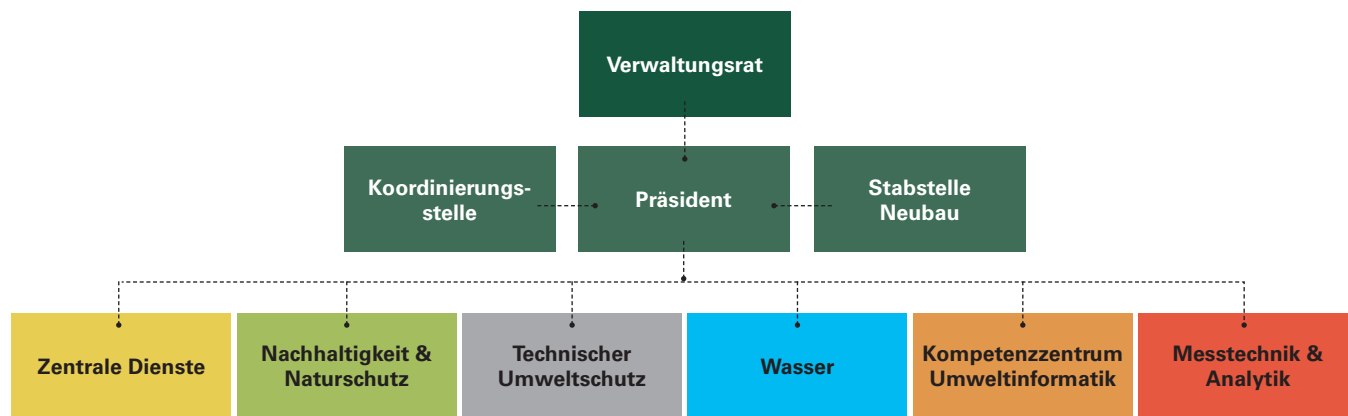 Verwaltungsrat
Koordinierungs-
stelle
Präsident
Stabstelle
Neubau
Zentrale Dienste
Nachhaltigkeit &
Naturschutz
Technischer
Umweltschutz
Wasser
Kompetenzzentrum
Umweltinformatik
Messtechnik &
Analytik